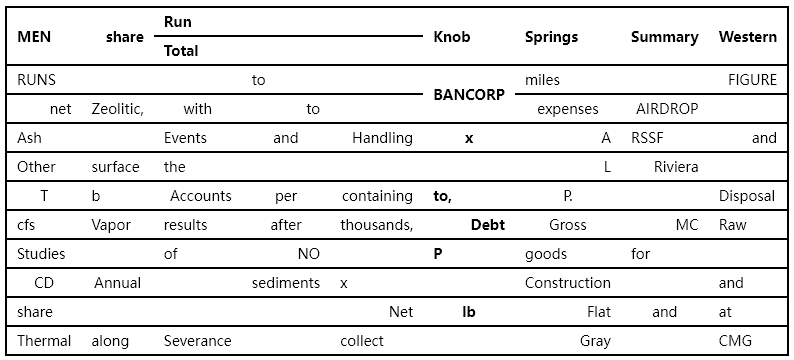 MEN share Run Knob Springs Summary Western
Total
RUNS to BANCORP miles FIGURE
net Zeolitic, with to expenses AIRDROP
Ash Events and Handling x A RSSF and
Other surface the L Riviera
T b Accounts per containing to, P. Disposal
cfs Vapor results after thousands, Debt Gross MC Raw
Studies of NO P goods for
CD Annual sediments x Construction and
share Net lb Flat and at
Thermal along Severance collect Gray CMG